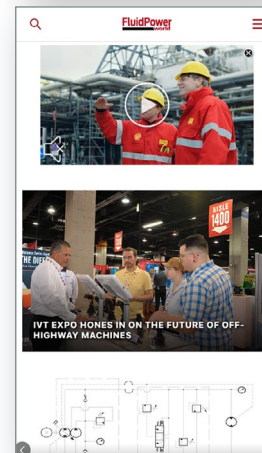 FluidPower
world
AISLE
1400
IVT EXPO HONES IN ON THE FUTURE OF OFF-
HIGHWAY MACHINES